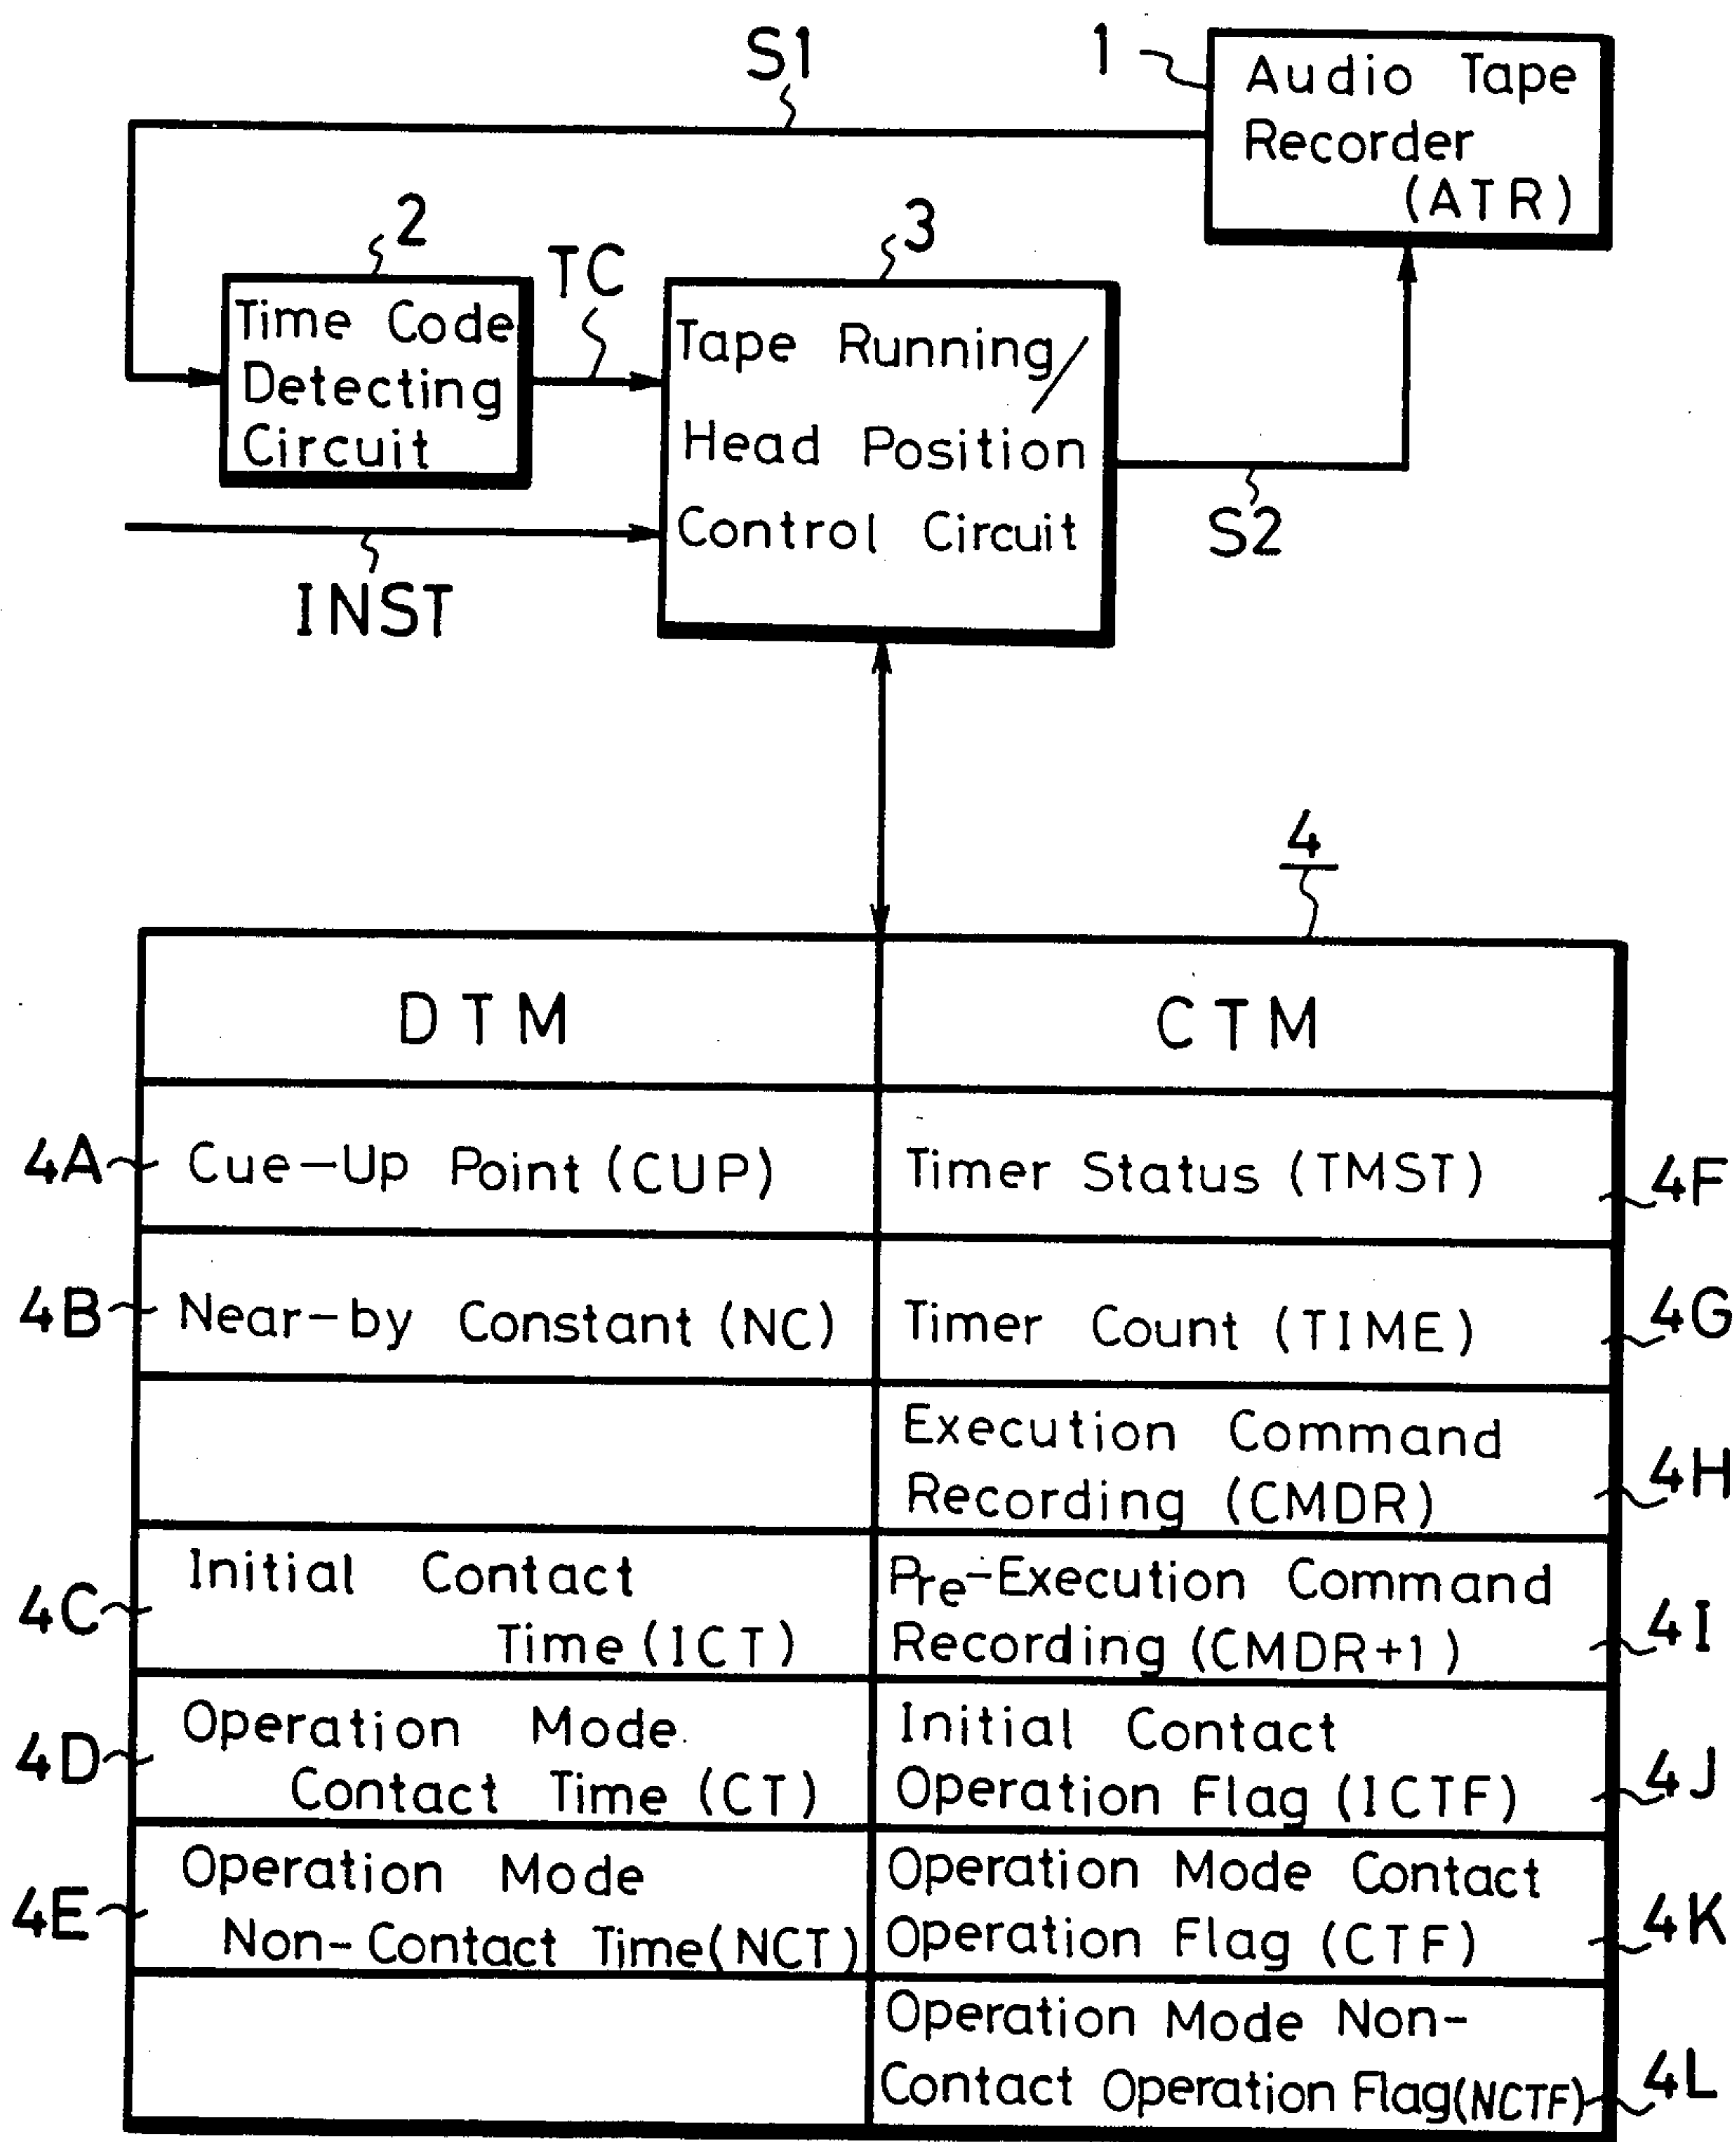 S1
1
Audio Tape
Recorder
(ATR)
2
Time Code
Detecting
Circuit
TC
3
Tape Running/
Head Position
Control Circuit
S2
INST
4
DTM
CTM
4A
Cue-Up Point (CUP)
Timer Status (TMST)
4F
4B
Near-by Constant (NC)
Timer Count (TIME)
4G
Execution Command
Recording (CMDR)
4H
4C
Initial Contact
Time (ICT)
Pre-Execution Command
Recording (CMDR+1)
4I
4D
Operation Mode
Contact Time (CT)
Initial Contact
Operation Flag (ICTF)
4J
4E
Operation Mode
Non-Contact Time (NCT)
Operation Mode Contact
Operation Flag (CTF)
4K
Operation Mode Non-
Contact Operation Flag (NCTF)
4L